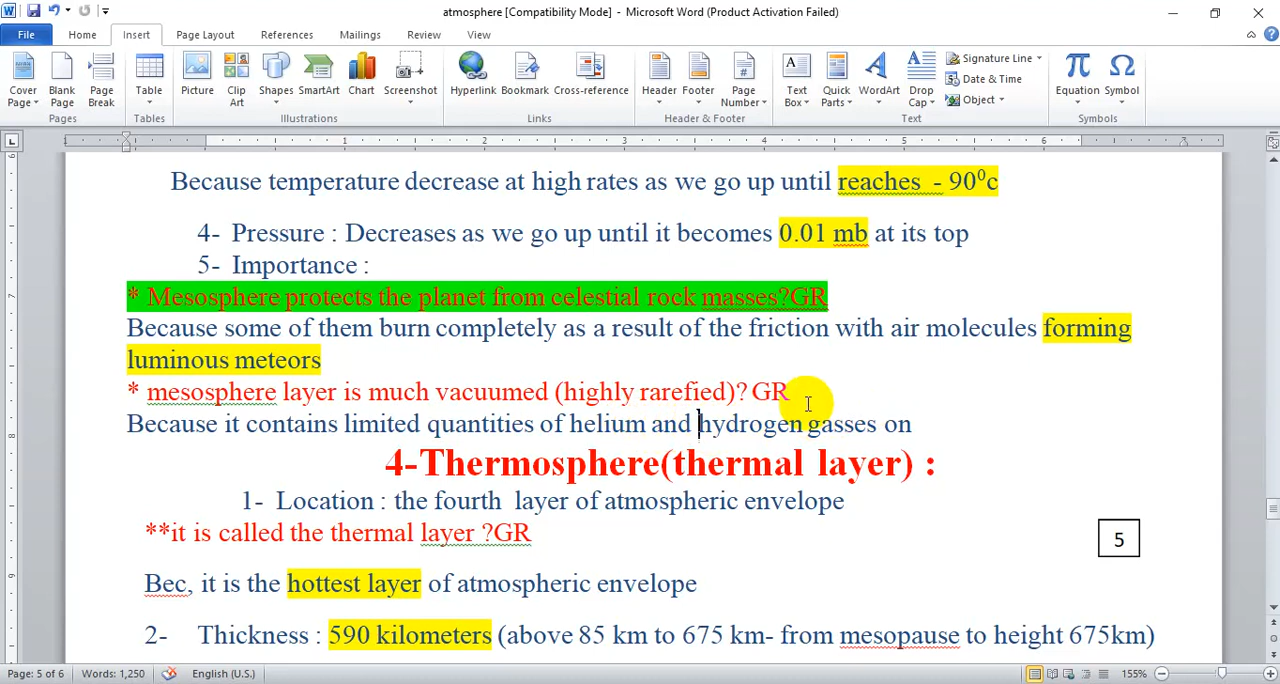 atmosphere [Compatibility Mode] - Microsoft Word (Product Activation Failed)
File Home Insert Page Layout References Mailings Review View
Cover Page Blank Page Page Break Table Picture Clip Art Shapes SmartArt Chart Screenshot Hyperlink Bookmark Cross-reference Header Footer Page Number Text Box Quick Parts WordArt Drop Cap Signature Line Date & Time Object Equation Symbol
Pages Tables Illustrations Links Header & Footer Text Symbols
1 1 2 3 4 5 6 7
Because temperature decrease at high rates as we go up until reaches - 90⁰c
4- Pressure : Decreases as we go up until it becomes 0.01 mb at its top
5- Importance :
* Mesosphere protects the planet from celestial rock masses?GR
Because some of them burn completely as a result of the friction with air molecules forming
luminous meteors
* mesosphere layer is much vacuumed (highly rarefied)? GR
Because it contains limited quantities of helium and hydrogen gasses on
4-Thermosphere(thermal layer) :
1- Location : the fourth layer of atmospheric envelope
**it is called the thermal layer ?GR
5
Bec, it is the hottest layer of atmospheric envelope
2- Thickness : 590 kilometers (above 85 km to 675 km- from mesopause to height 675km)
Page: 5 of 6 Words: 1,250 English (U.S.) 155%